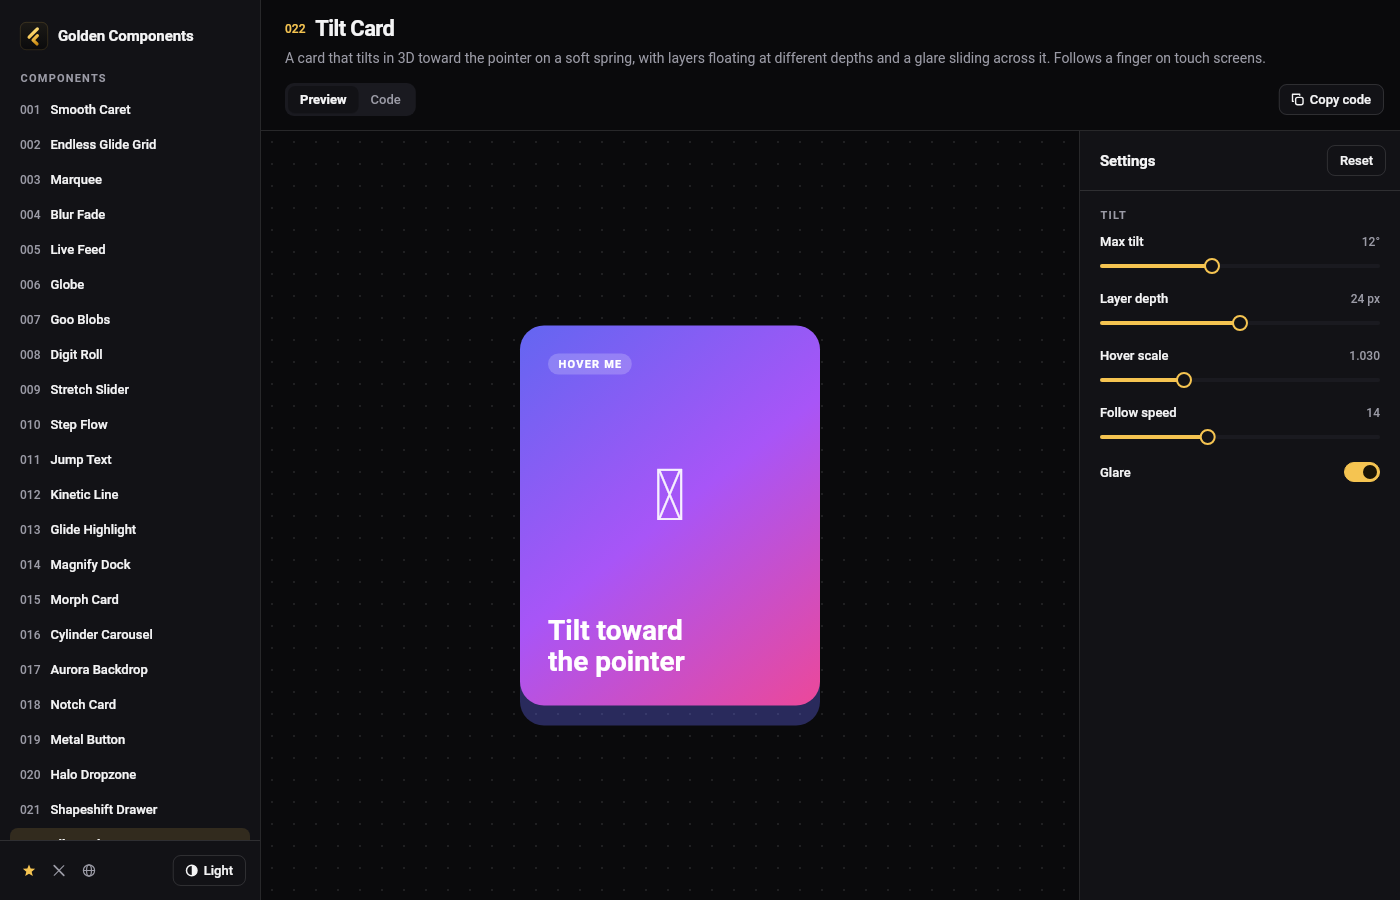 Golden Components
COMPONENTS
001 Smooth Caret
002 Endless Glide Grid
003 Marquee
004 Blur Fade
005 Live Feed
006 Globe
007 Goo Blobs
008 Digit Roll
009 Stretch Slider
010 Step Flow
011 Jump Text
012 Kinetic Line
013 Glide Highlight
014 Magnify Dock
015 Morph Card
016 Cylinder Carousel
017 Aurora Backdrop
018 Notch Card
019 Metal Button
020 Halo Dropzone
021 Shapeshift Drawer
Light
022 Tilt Card
A card that tilts in 3D toward the pointer on a soft spring, with layers floating at different depths and a glare sliding across it. Follows a finger on touch screens.
Preview Code
Copy code
HOVER ME
Tilt toward
the pointer
Settings
Reset
TILT
Max tilt 12°
Layer depth 24 px
Hover scale 1.030
Follow speed 14
Glare